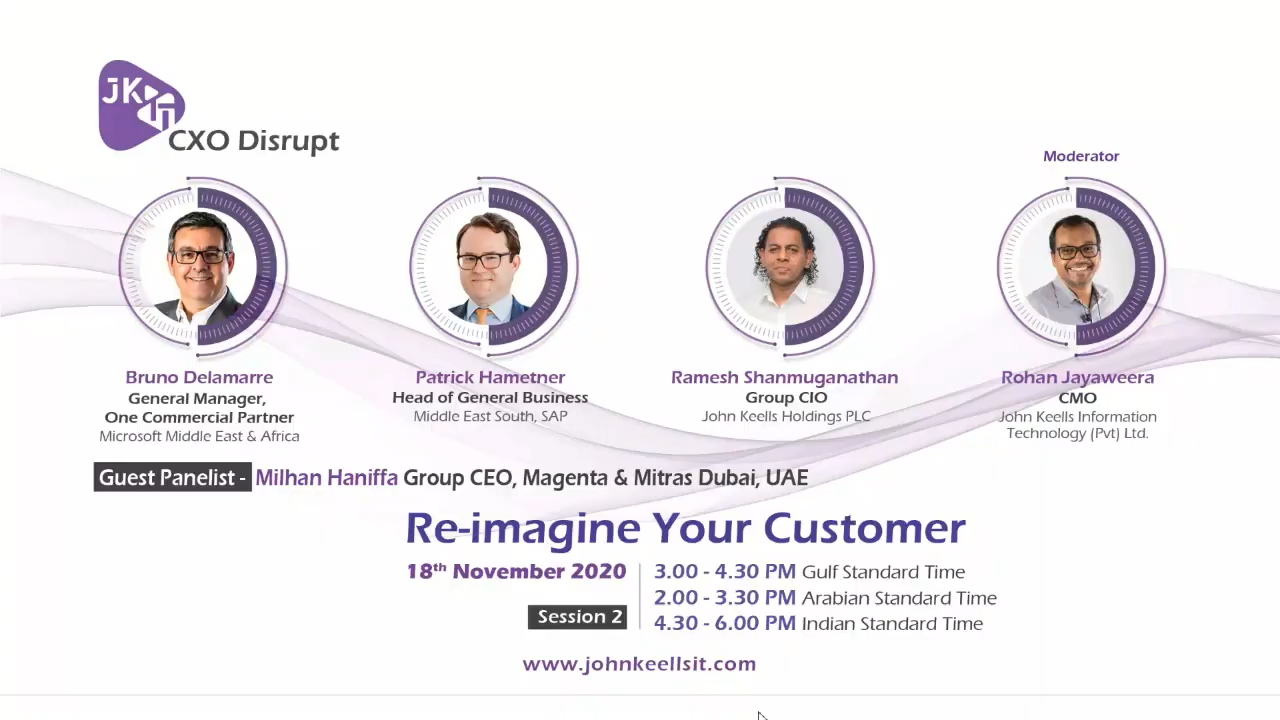 JK
IT
CXO Disrupt
Moderator
Bruno Delamarre
General Manager,
One Commercial Partner
Microsoft Middle East & Africa
Patrick Hametner
Head of General Business
Middle East South, SAP
Ramesh Shanmuganathan
Group CIO
John Keells Holdings PLC
Rohan Jayaweera
CMO
John Keells Information
Technology (Pvt) Ltd.
Guest Panelist - Milhan Haniffa Group CEO, Magenta & Mitras Dubai, UAE
Re-imagine Your Customer
18th November 2020
Session 2
3.00 - 4.30 PM Gulf Standard Time
2.00 - 3.30 PM Arabian Standard Time
4.30 - 6.00 PM Indian Standard Time
www.johnkeellsit.com